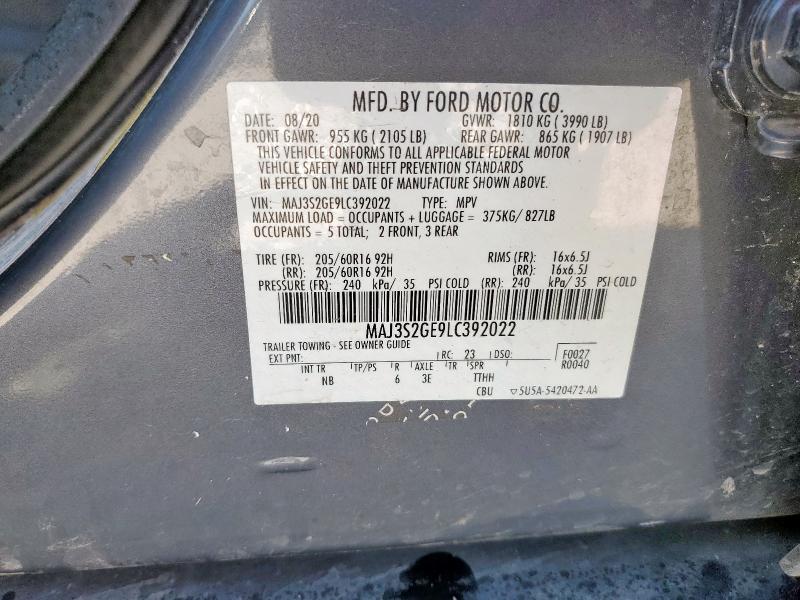 MFD. BY FORD MOTOR CO.
DATE: 08/20 GVWR: 1810 KG ( 3990 LB)
FRONT GAWR: 955 KG ( 2105 LB) REAR GAWR: 865 KG ( 1907 LB)
THIS VEHICLE CONFORMS TO ALL APPLICABLE FEDERAL MOTOR
VEHICLE SAFETY AND THEFT PREVENTION STANDARDS
IN EFFECT ON THE DATE OF MANUFACTURE SHOWN ABOVE.
VIN: MAJ3S2GE9LC392022 TYPE: MPV
MAXIMUM LOAD = OCCUPANTS + LUGGAGE = 375KG/ 827LB
OCCUPANTS = 5 TOTAL; 2 FRONT, 3 REAR
TIRE (FR): 205/60R16 92H RIMS (FR): 16x6.5J
(RR): 205/60R16 92H (RR): 16x6.5J
PRESSURE (FR): 240 kPa/ 35 PSI COLD (RR): 240 kPa/ 35 PSI COLD
MAJ3S2GE9LC392022
TRAILER TOWING - SEE OWNER GUIDE
EXT PNT: RC: 23 DSO: F0027
R0040
INT TR TP/PS R AXLE TR SPR
NB 6 3E TTHH
CBU 5U5A-5420472-AA